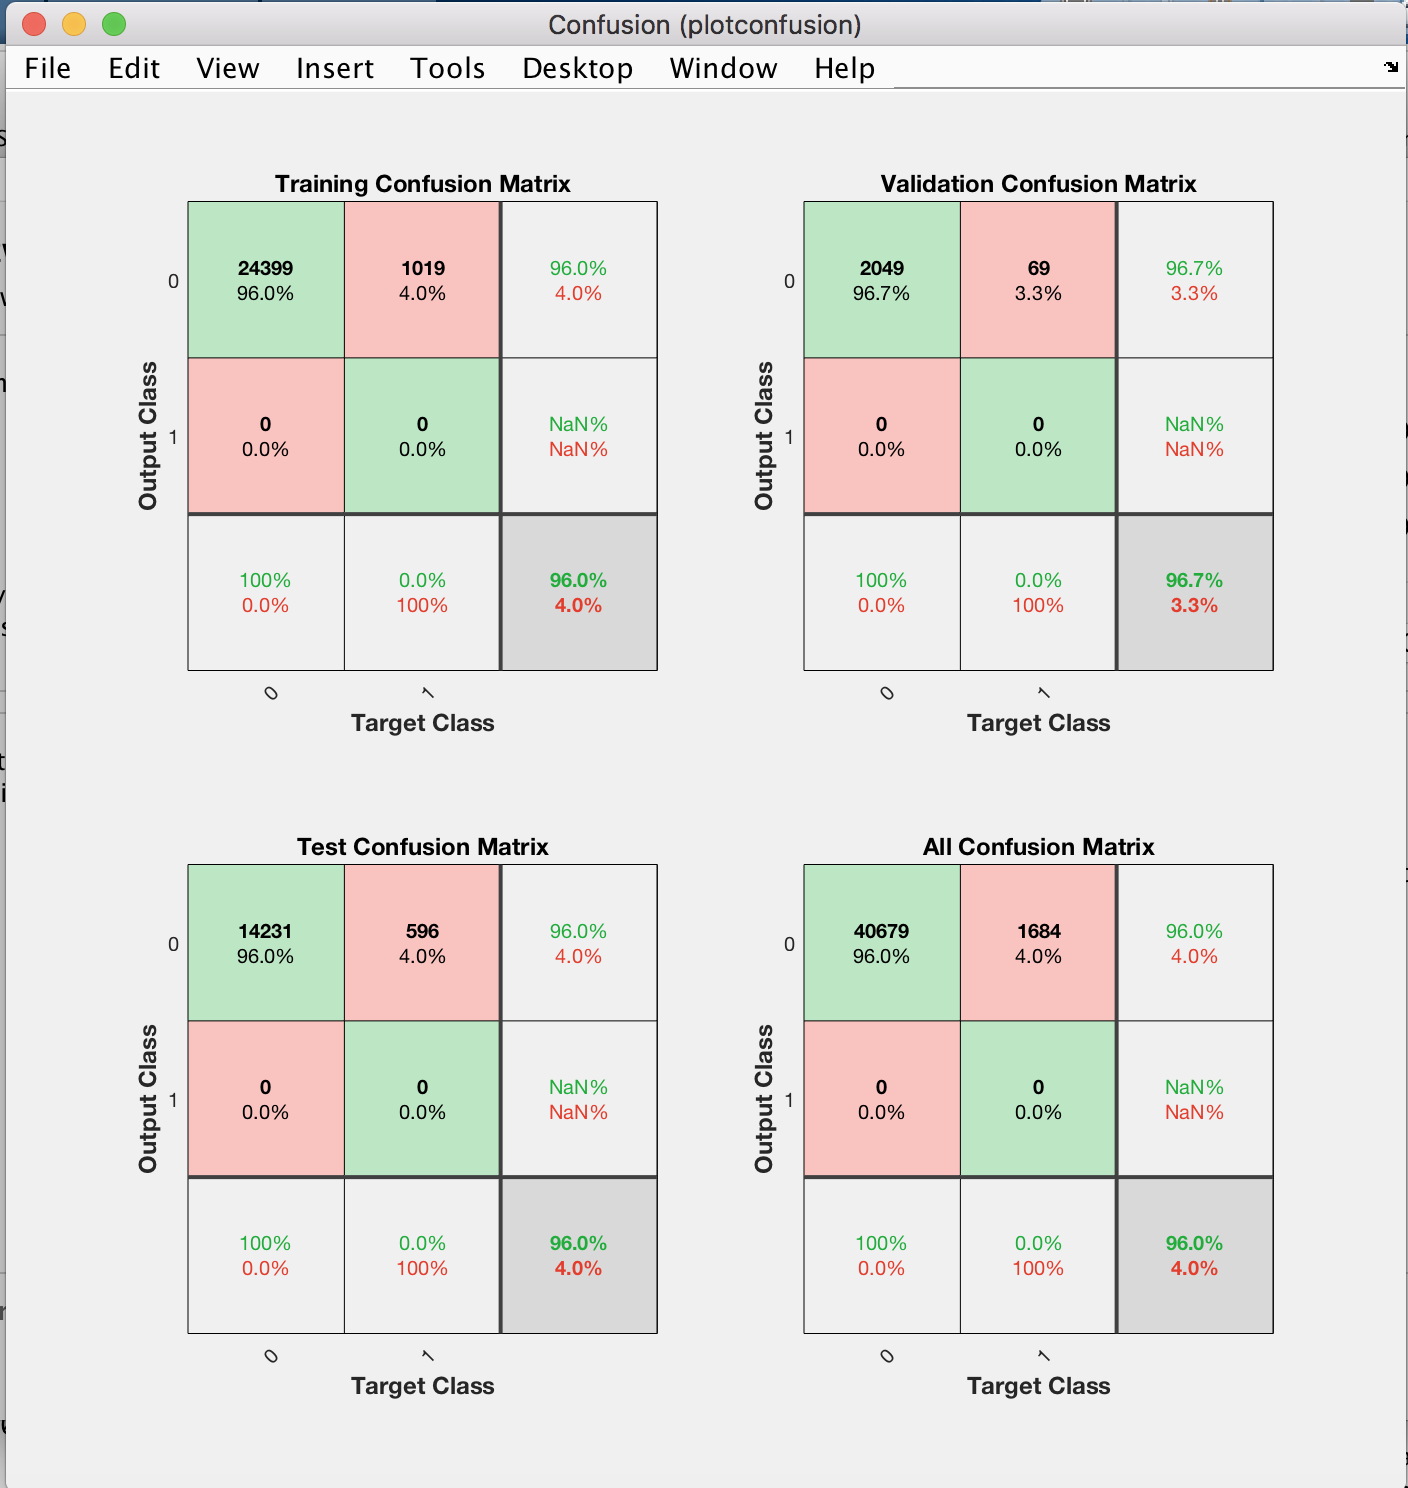 Confusion (plotconfusion)
File Edit View Insert Tools Desktop Window Help
Training Confusion Matrix
24399 1019 96.0%
96.0% 4.0% 4.0%
0
0 0 NaN%
0.0% 0.0% NaN%
1
Output Class
100% 0.0% 96.0%
0.0% 100% 4.0%
0 1
Target Class
Validation Confusion Matrix
2049 69 96.7%
96.7% 3.3% 3.3%
0
0 0 NaN%
0.0% 0.0% NaN%
1
Output Class
100% 0.0% 96.7%
0.0% 100% 3.3%
0 1
Target Class
Test Confusion Matrix
14231 596 96.0%
96.0% 4.0% 4.0%
0
0 0 NaN%
0.0% 0.0% NaN%
1
Output Class
100% 0.0% 96.0%
0.0% 100% 4.0%
0 1
Target Class
All Confusion Matrix
40679 1684 96.0%
96.0% 4.0% 4.0%
0
0 0 NaN%
0.0% 0.0% NaN%
1
Output Class
100% 0.0% 96.0%
0.0% 100% 4.0%
0 1
Target Class